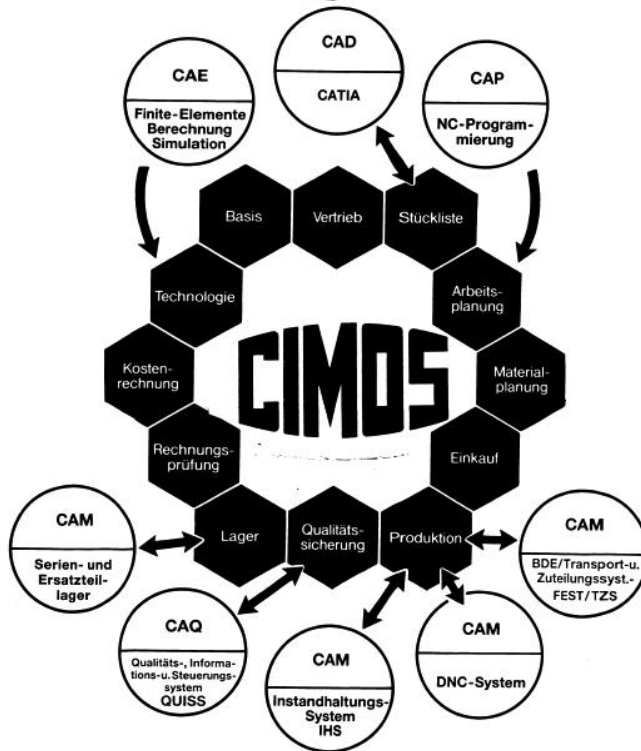 CAD
CATIA
CAE
Finite-Elemente
Berechnung
Simulation
CAP
NC-Program-
mierung
Basis
Vertrieb
Stückliste
Technologie
Arbeits-
planung
Kosten-
rechnung
CIMOS
Material-
planung
Rechnungs-
prüfung
Einkauf
Lager
Qualitäts-
sicherung
Produktion
CAM
Serien- und
Ersatzteil-
lager
CAM
BDE/Transport-u.
Zuteilungssyst.-
FEST/TZS
CAQ
Qualitäts-, Informa-
tions-u. Steuerungs-
system
QUISS
CAM
Instandhaltungs-
System
IHS
CAM
DNC-System